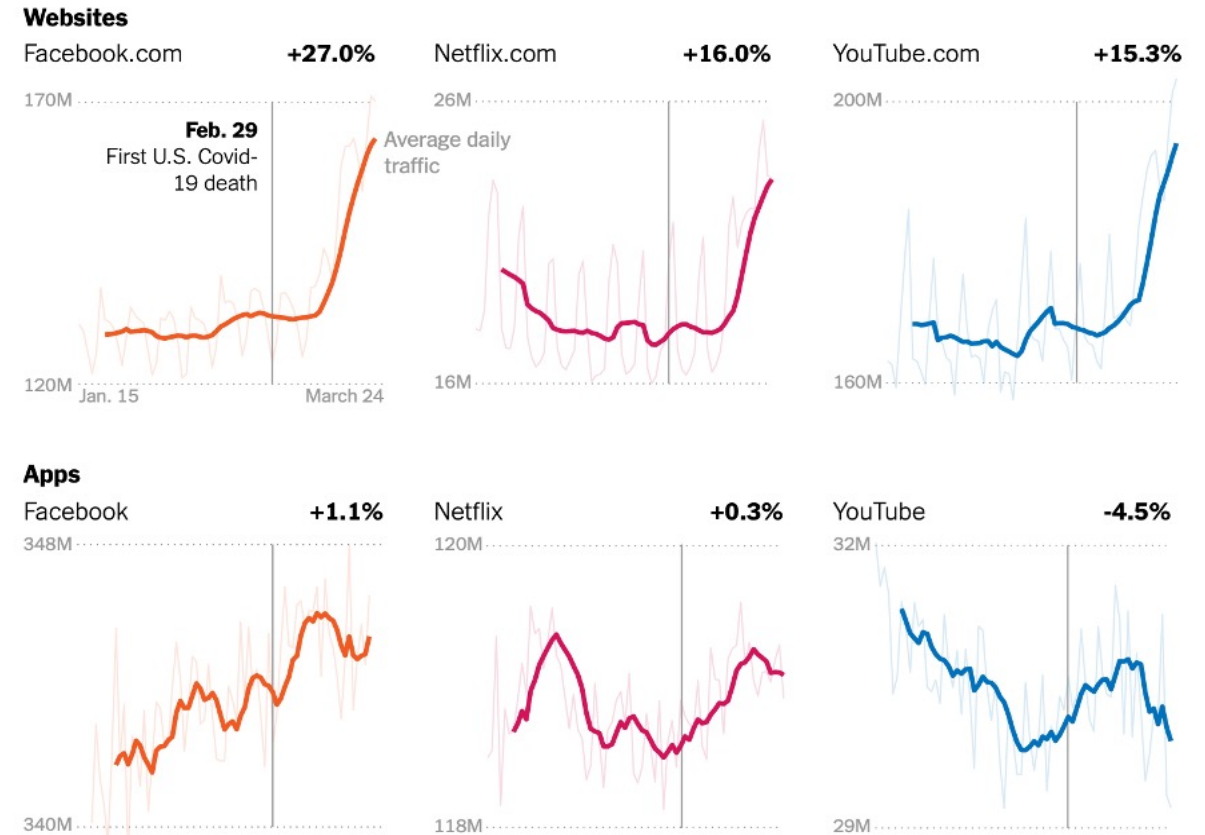 Websites
Facebook.com +27.0%
Netflix.com +16.0%
YouTube.com +15.3%
170M
Feb. 29
First U.S. Covid-
19 death
Average daily
traffic
120M
Jan. 15 March 24
26M
16M
200M
160M
Apps
Facebook +1.1%
Netflix +0.3%
YouTube -4.5%
348M
340M
120M
118M
32M
29M